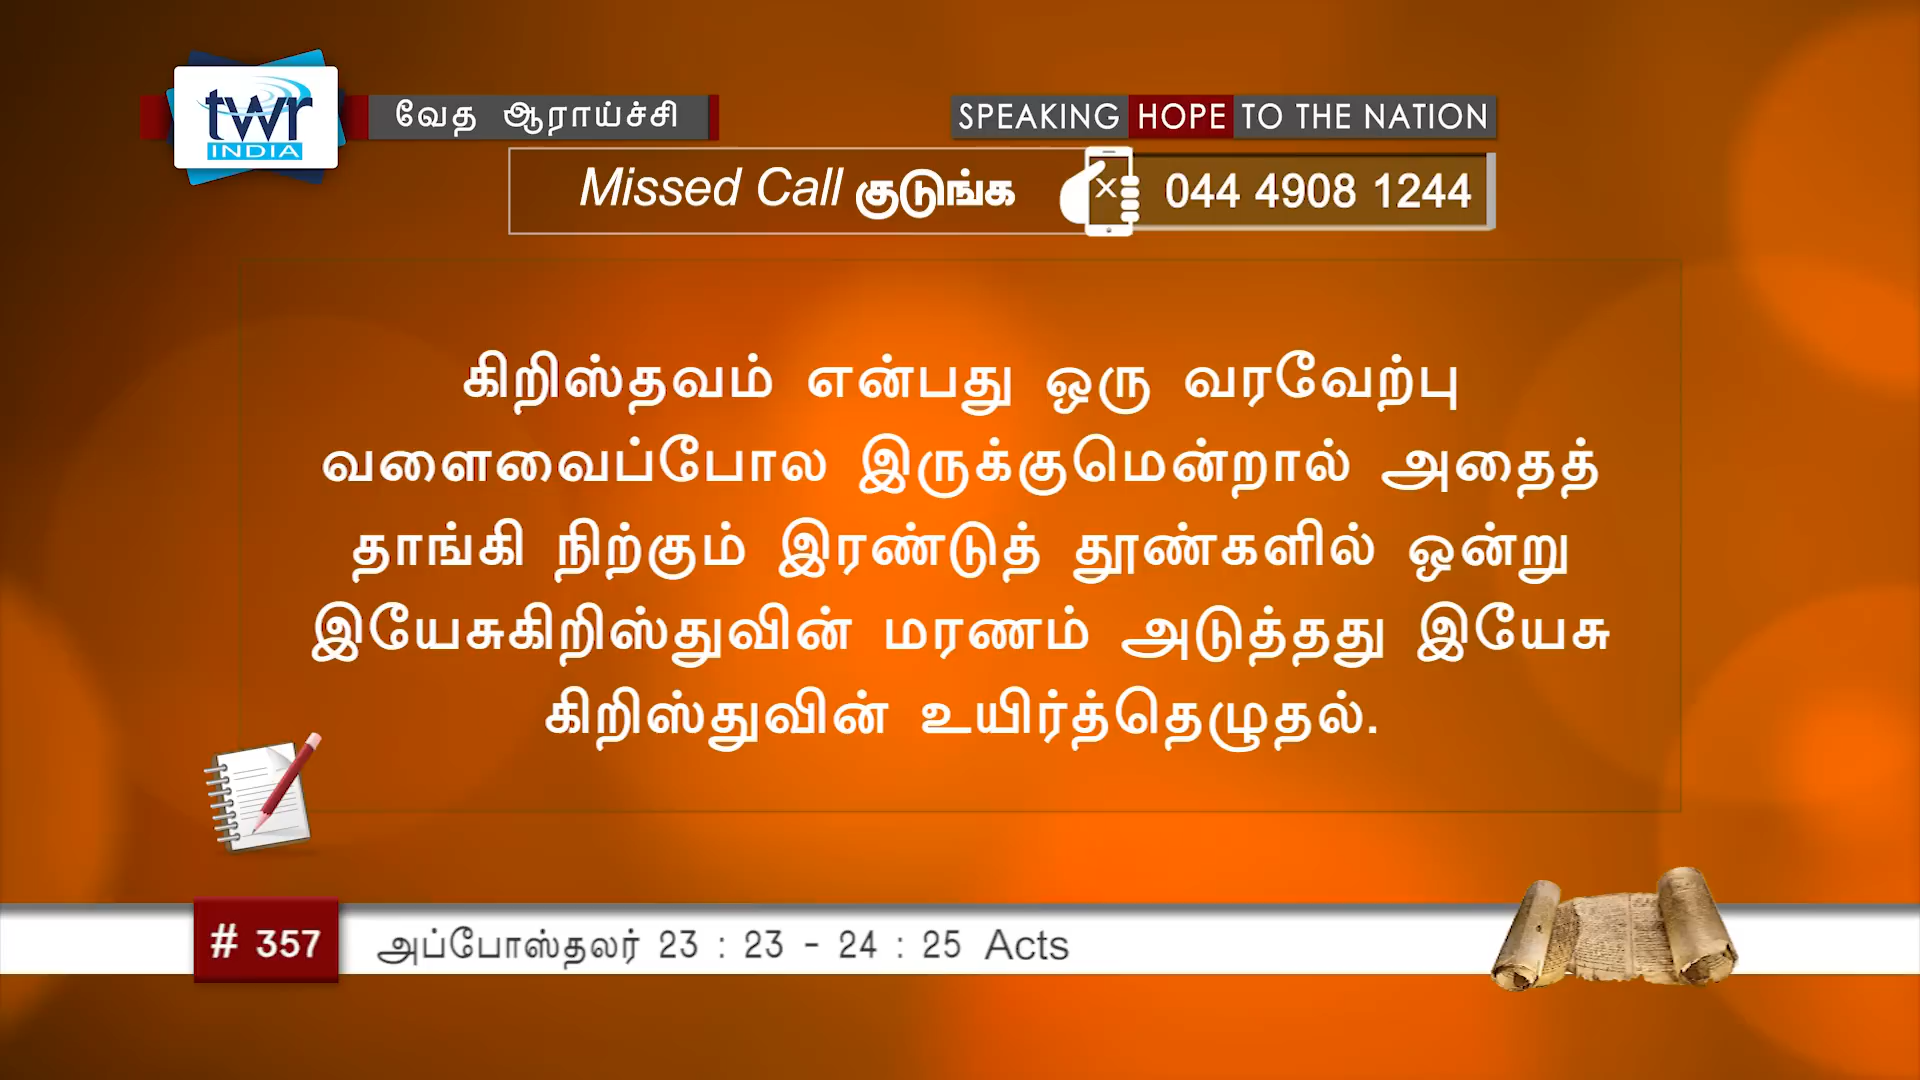 twr
INDIA
வேத ஆராய்ச்சி
SPEAKING HOPE TO THE NATION
Missed Call குடுங்க
044 4908 1244
கிறிஸ்தவம் என்பது ஒரு வரவேற்பு
வளைவைப்போல இருக்குமென்றால் அதைத்
தாங்கி நிற்கும் இரண்டுத் தூண்களில் ஒன்று
இயேசுகிறிஸ்துவின் மரணம் அடுத்தது இயேசு
கிறிஸ்துவின் உயிர்த்தெழுதல்.
# 357
அப்போஸ்தலர் 23 : 23 - 24 : 25 Acts